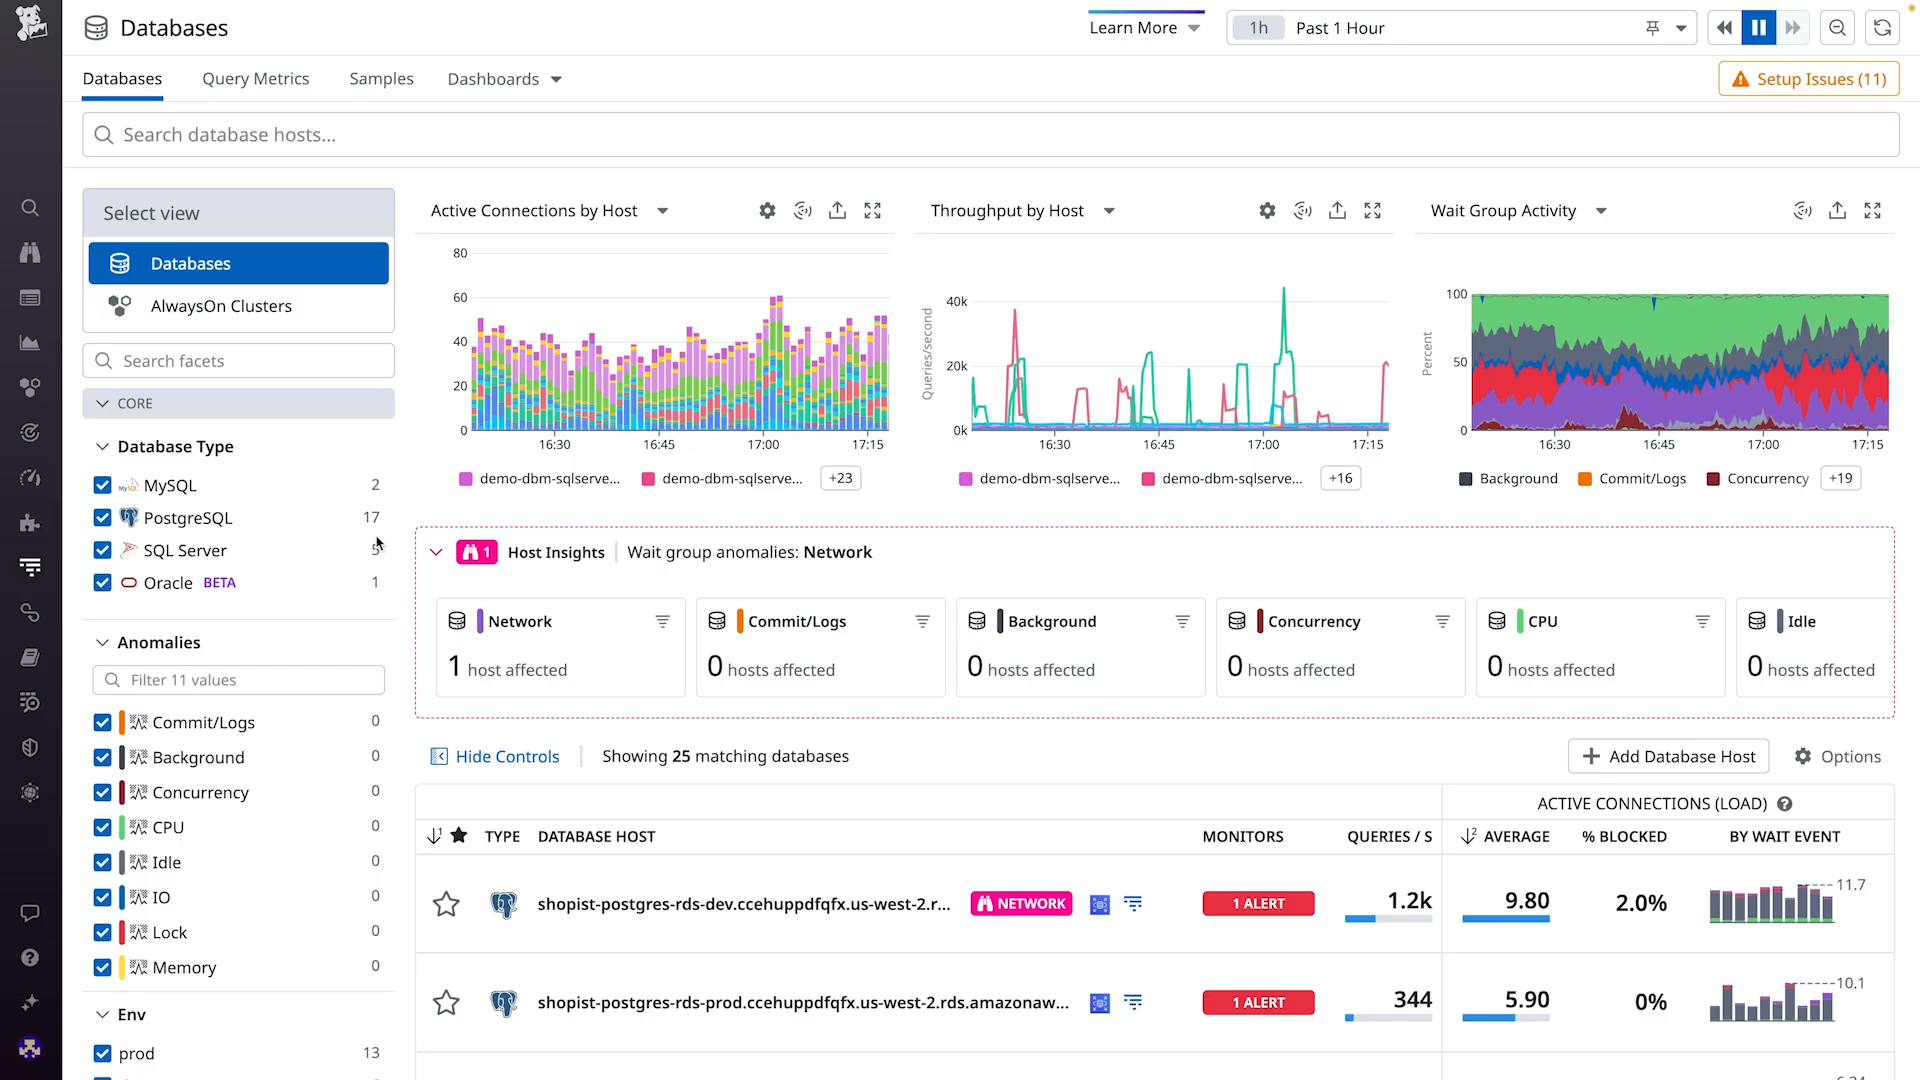 Databases
Learn More
1h Past 1 Hour
Databases Query Metrics Samples Dashboards
Setup Issues (11)
Search database hosts...
Select view
Databases
AlwaysOn Clusters
Search facets
CORE
Database Type
MySQL 2
PostgreSQL 17
SQL Server 5
Oracle BETA 1
Anomalies
Filter 11 values
Commit/Logs 0
Background 0
Concurrency 0
CPU 0
Idle 0
IO 0
Lock 0
Memory 0
Env
prod 13
Active Connections by Host
80
60
40
20
0
16:30 16:45 17:00 17:15
demo-dbm-sqlserve... demo-dbm-sqlserve... +23
Throughput by Host
Queries/second
40k
20k
0k
16:30 16:45 17:00 17:15
demo-dbm-sqlserve... demo-dbm-sqlserve... +16
Wait Group Activity
Percent
100
50
0
16:30 16:45 17:00 17:15
Background Commit/Logs Concurrency +19
1 Host Insights Wait group anomalies: Network
Network
1 host affected
Commit/Logs
0 hosts affected
Background
0 hosts affected
Concurrency
0 hosts affected
CPU
0 hosts affected
Idle
0 hosts affected
Hide Controls Showing 25 matching databases
Add Database Host Options
ACTIVE CONNECTIONS (LOAD)
TYPE DATABASE HOST MONITORS QUERIES / S AVERAGE % BLOCKED BY WAIT EVENT
shopist-postgres-rds-dev.ccehuppdfqfx.us-west-2.r... NETWORK 1 ALERT 1.2k 9.80 2.0% 11.7
shopist-postgres-rds-prod.ccehuppdfqfx.us-west-2.rds.amazonaw... 1 ALERT 344 5.90 0% 10.1